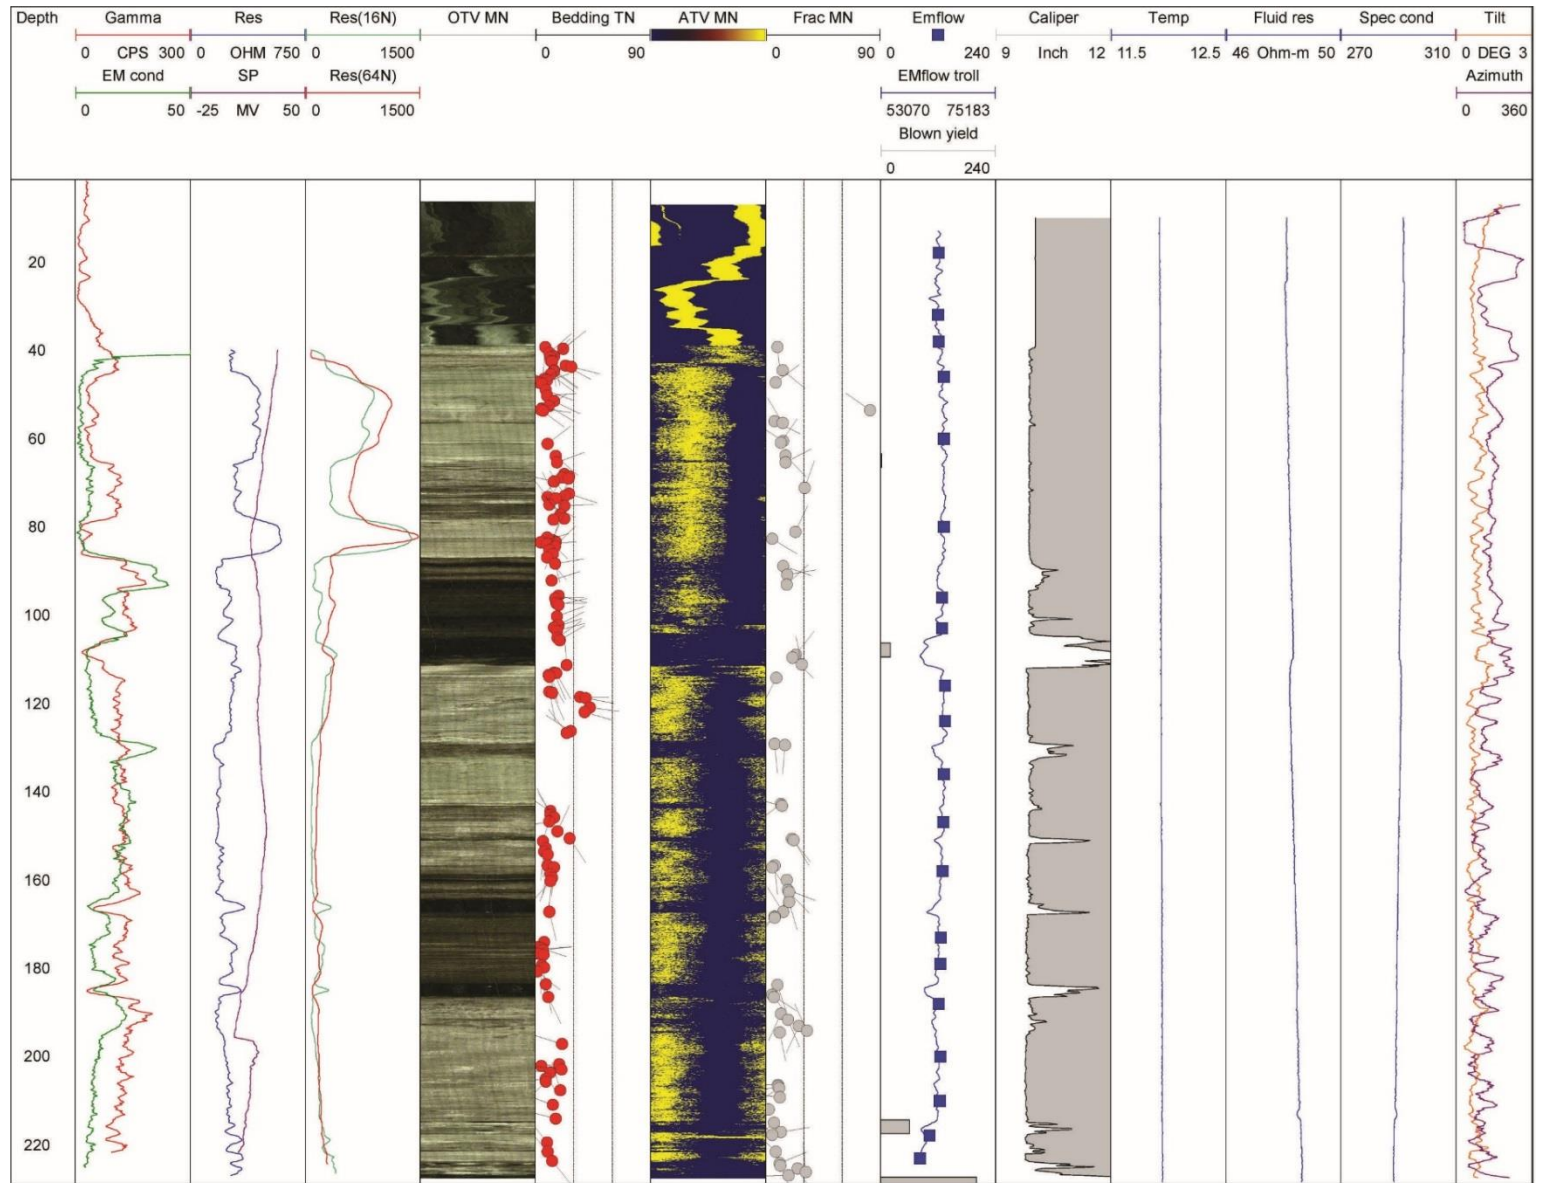 Depth Gamma Res Res(16N) OTV MN Bedding TN ATV MN Frac MN Emflow Caliper Temp Fluid res Spec cond Tilt
0 CPS 300 0 OHM 750 0 1500 0 90 0 90 0 240 9 Inch 12 11.5 12.5 46 Ohm-m 50 270 310 0 DEG 3
EM cond SP Res(64N) EMflow troll Azimuth
0 50 -25 MV 50 0 1500 53070 75183 0 360
Blown yield
0 240
20
40
60
80
100
120
140
160
180
200
220